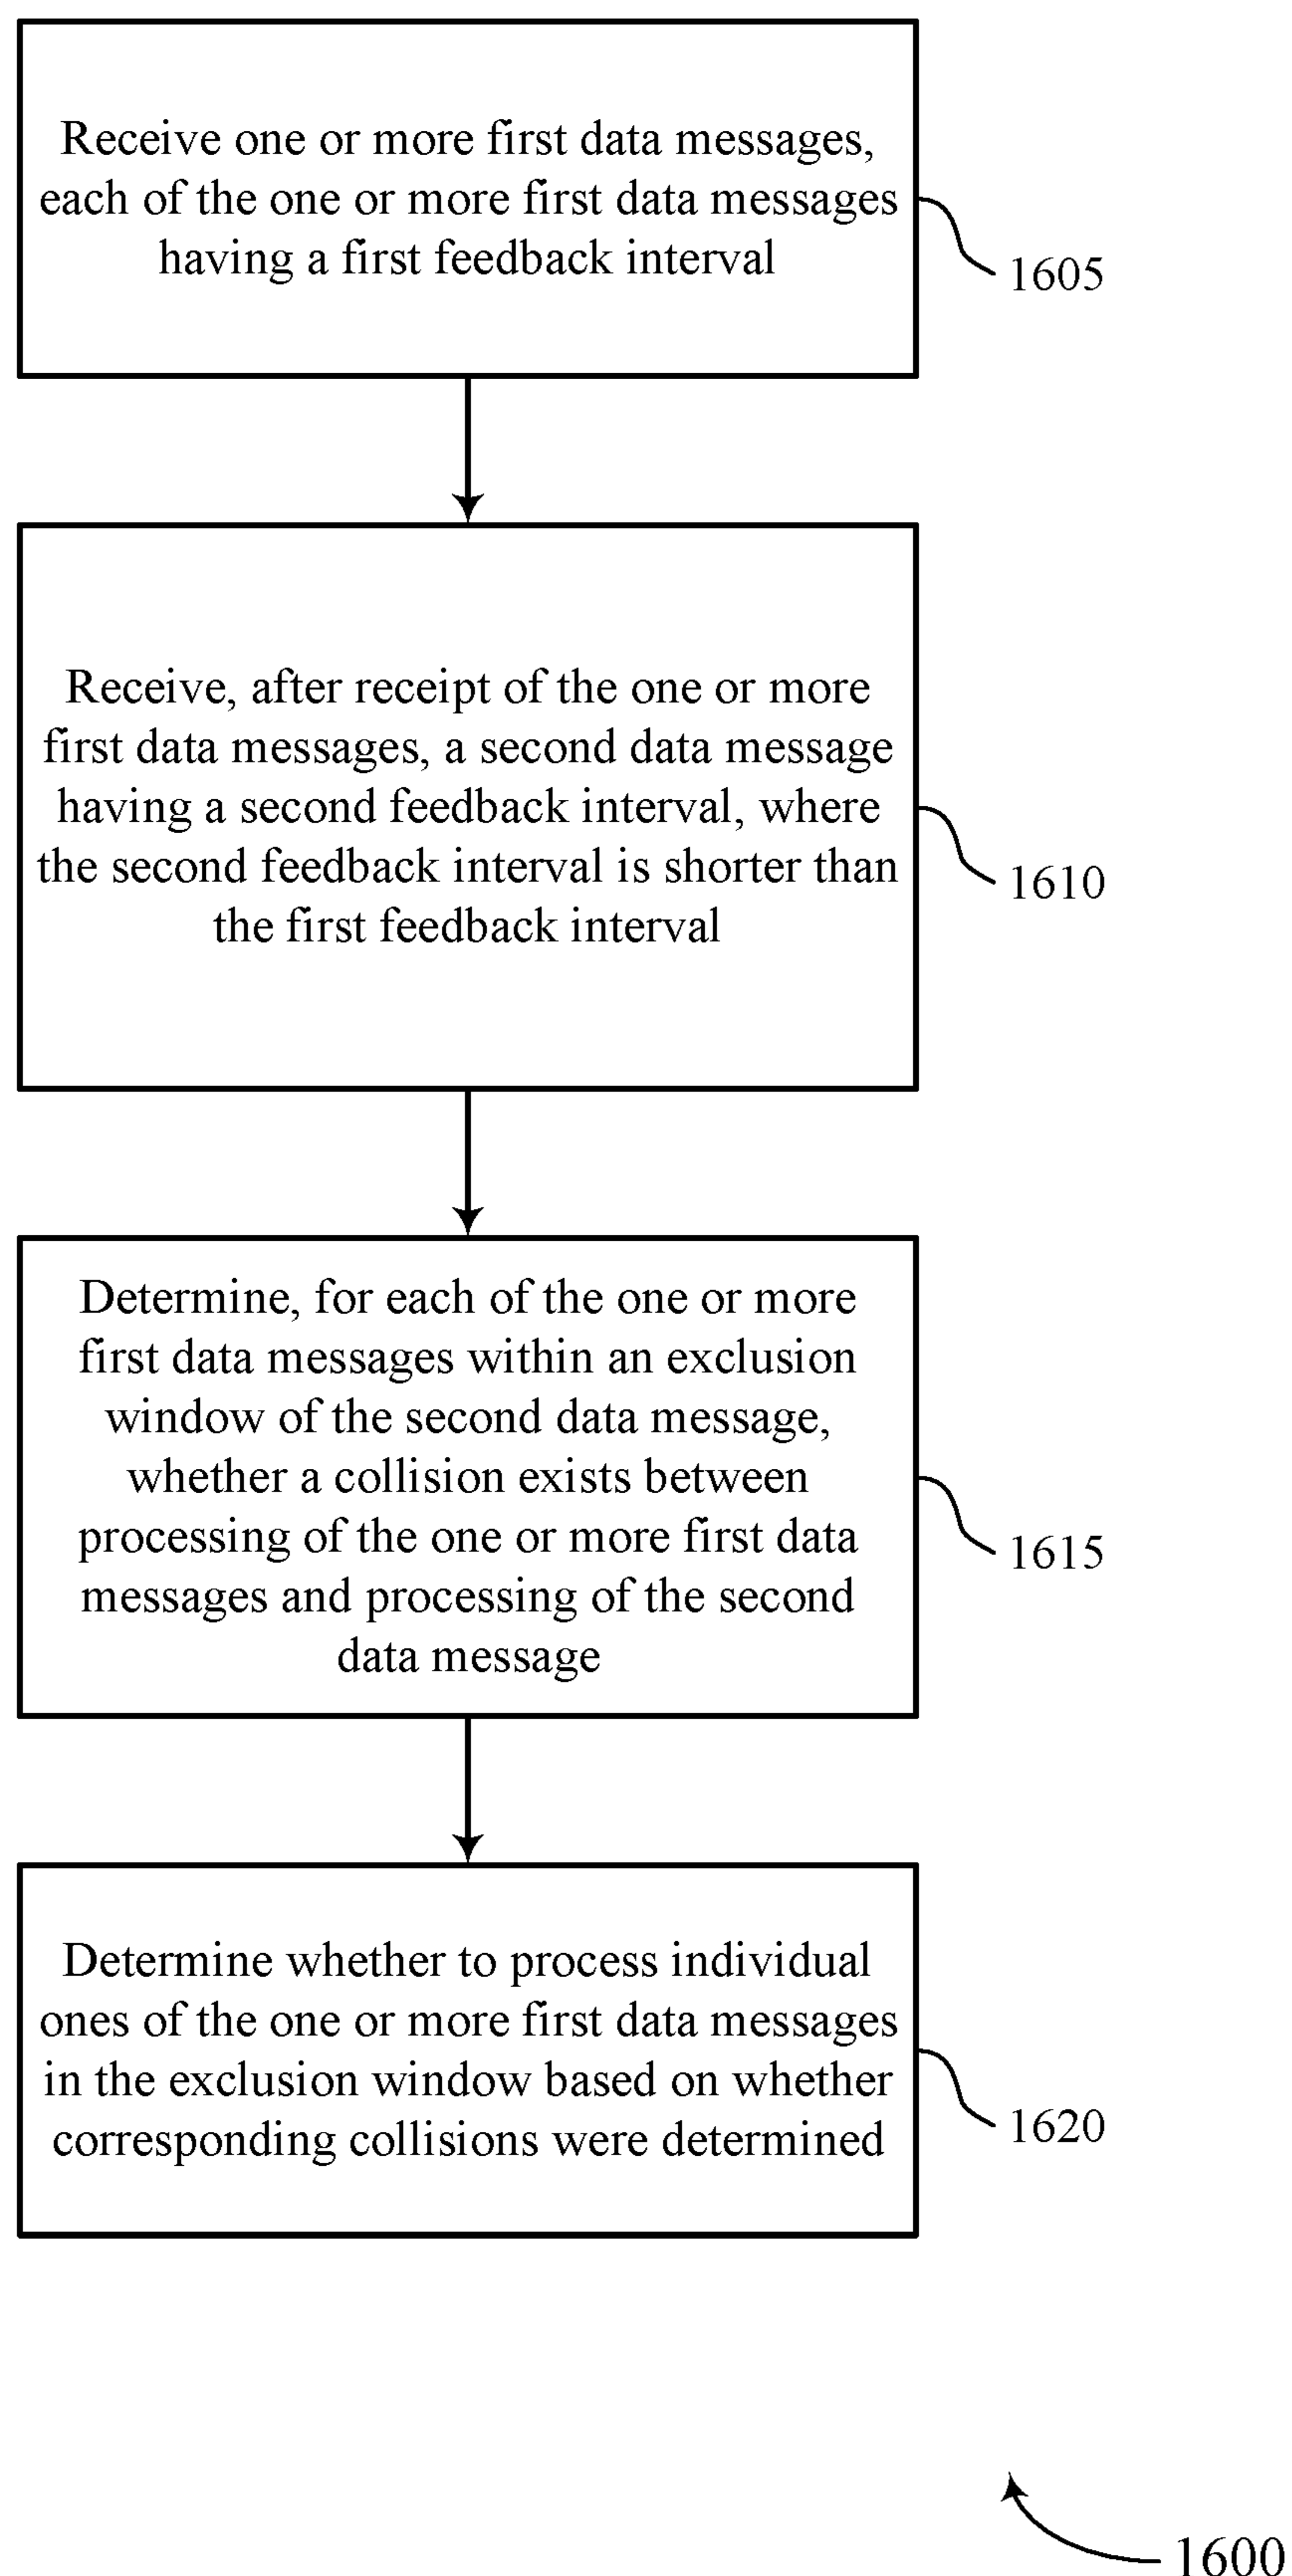 Receive one or more first data messages,
each of the one or more first data messages
having a first feedback interval
1605
Receive, after receipt of the one or more
first data messages, a second data message
having a second feedback interval, where
the second feedback interval is shorter than
the first feedback interval
1610
Determine, for each of the one or more
first data messages within an exclusion
window of the second data message,
whether a collision exists between
processing of the one or more first data
messages and processing of the second
data message
1615
Determine whether to process individual
ones of the one or more first data messages
in the exclusion window based on whether
corresponding collisions were determined
1620
1600